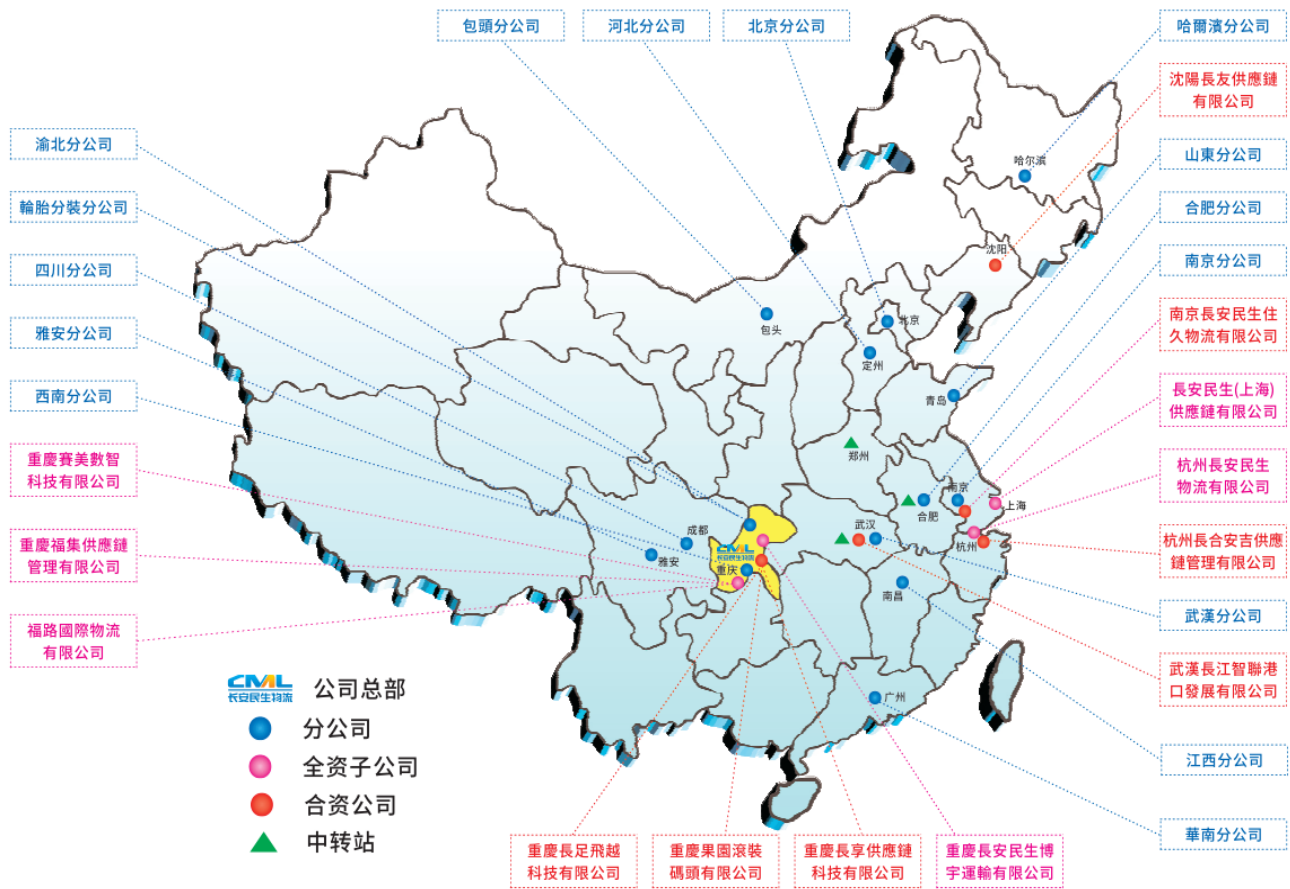 包頭分公司
河北分公司
北京分公司
哈爾濱分公司
沈陽長友供應鏈
有限公司
山東分公司
合肥分公司
南京分公司
南京長安民生住
久物流有限公司
長安民生(上海)
供應鏈有限公司
杭州長安民生
物流有限公司
杭州長合安吉供應
鏈管理有限公司
武漢分公司
武漢長江智聯港
口發展有限公司
江西分公司
華南分公司
渝北分公司
輪胎分裝分公司
四川分公司
雅安分公司
西南分公司
重慶賽美數智
科技有限公司
重慶福集供應鏈
管理有限公司
福路國際物流
有限公司
哈尔滨
沈阳
包头
北京
定州
青岛
郑州
南京
合肥
上海
武汉
杭州
成都
雅安
CML
长安民生物流
重庆
南昌
广州
CML
长安民生物流
公司总部
分公司
全资子公司
合资公司
中转站
重慶長足飛越
科技有限公司
重慶果園滾裝
碼頭有限公司
重慶長享供應鏈
科技有限公司
重慶長安民生博
宇運輸有限公司